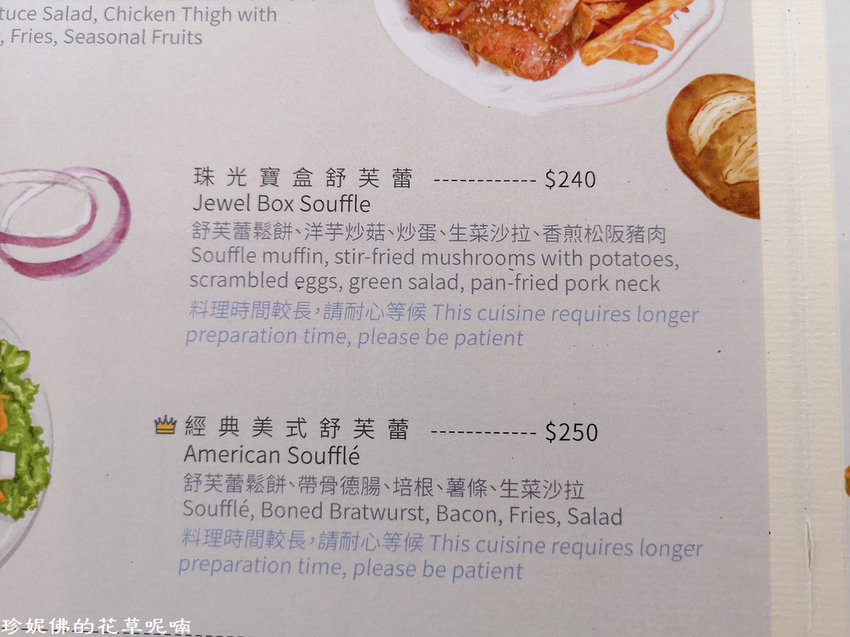 tuce Salad, Chicken Thigh with
, Fries, Seasonal Fruits
珠光寶盒舒芙蕾 ------------ $240
Jewel Box Souffle
舒芙蕾鬆餅、洋芋炒菇、炒蛋、生菜沙拉、香煎松阪豬肉
Souffle muffin, stir-fried mushrooms with potatoes,
scrambled eggs, green salad, pan-fried pork neck
料理時間較長，請耐心等候 This cuisine requires longer
preparation time, please be patient
經典美式舒芙蕾 ------------ $250
American Soufflé
舒芙蕾鬆餅、帶骨德腸、培根、薯條、生菜沙拉
Soufflé, Boned Bratwurst, Bacon, Fries, Salad
料理時間較長，請耐心等候 This cuisine requires longer
preparation time, please be patient
珍妮佛的花草呢喃